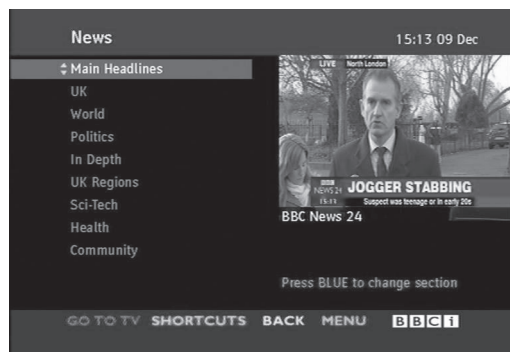 News
15:13 09 Dec
Main Headlines
UK
World
Politics
In Depth
UK Regions
Sci-Tech
Health
Community
LIVE North London
BBC
NEWS 24 JOGGER STABBING
15:13 Suspect was teenage or in early 20s
BBC News 24
Press BLUE to change section
GO TO TV SHORTCUTS BACK MENU BBCi